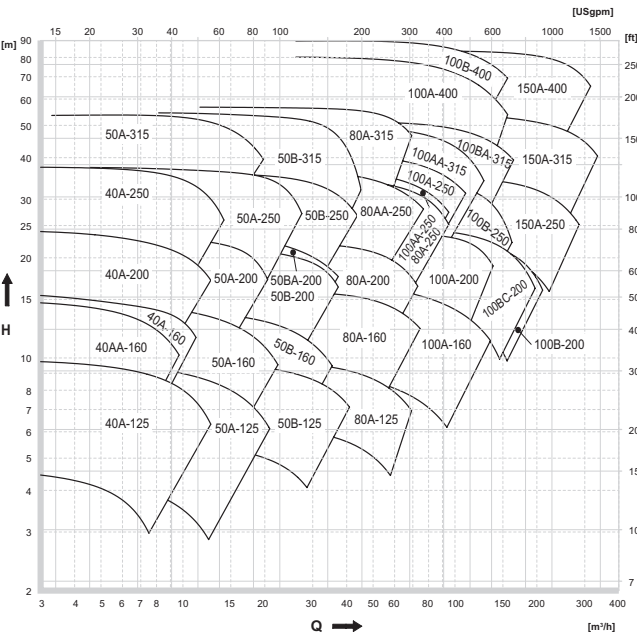 [USgpm]
15 20 30 40 60 80 100 200 300 400 600 1000 1500
[m] [ft]
90
80 250
70
60 200
50 150
40
30 100
25 80
20 60
15 50
H 40
10 30
8
7
6 20
5 15
4
3 10
2 7
100B-400
100A-400 150A-400
50A-315 80A-315 100BA-315
50B-315 100AA-315 150A-315
40A-250 100A-250
50A-250 50B-250 80AA-250 100B-250 150A-250
100AA-250
80A-250
40A-200 50A-200 50BA-200 80A-200 100A-200
50B-200 100BC-200
40A-160
40AA-160 50A-160 50B-160 80A-160 100A-160 100B-200
40A-125 50A-125 50B-125 80A-125
3 4 5 6 7 8 10 15 20 30 40 50 60 80 100 150 200 300 400
Q [m³/h]